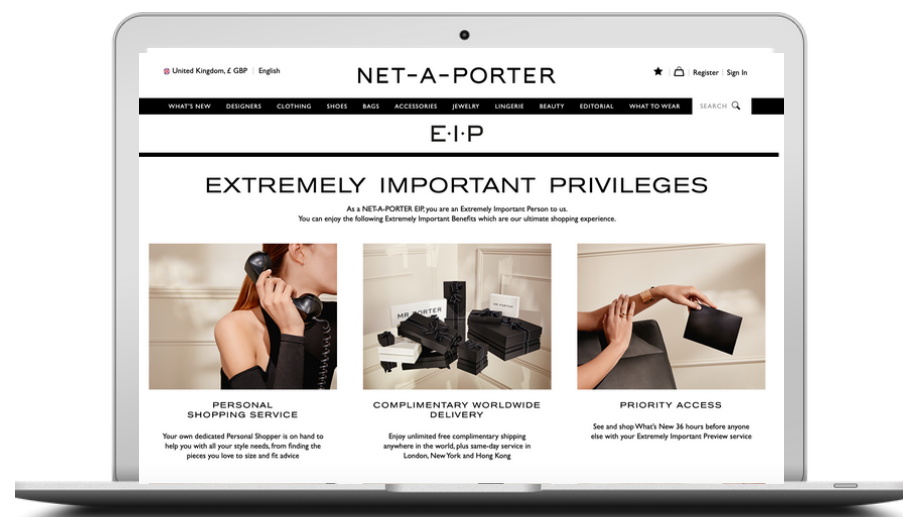 United Kingdom, £ GBP | English
NET-A-PORTER
Register | Sign In
WHAT'S NEW DESIGNERS CLOTHING SHOES BAGS ACCESSORIES JEWELRY LINGERIE BEAUTY EDITORIAL WHAT TO WEAR SEARCH
E·I·P
EXTREMELY IMPORTANT PRIVILEGES
As a NET-A-PORTER EIP, you are an Extremely Important Person to us.
You can enjoy the following Extremely Important Benefits which are our ultimate shopping experience.
MR PORTER
MR PORTER
PERSONAL
SHOPPING SERVICE
Your own dedicated Personal Shopper is on hand to
help you with all your style needs, from finding the
pieces you love to size and fit advice
COMPLIMENTARY WORLDWIDE
DELIVERY
Enjoy unlimited free complimentary shipping
anywhere in the world, plus same-day service in
London, New York and Hong Kong
PRIORITY ACCESS
See and shop What's New 36 hours before anyone
else with your Extremely Important Preview service